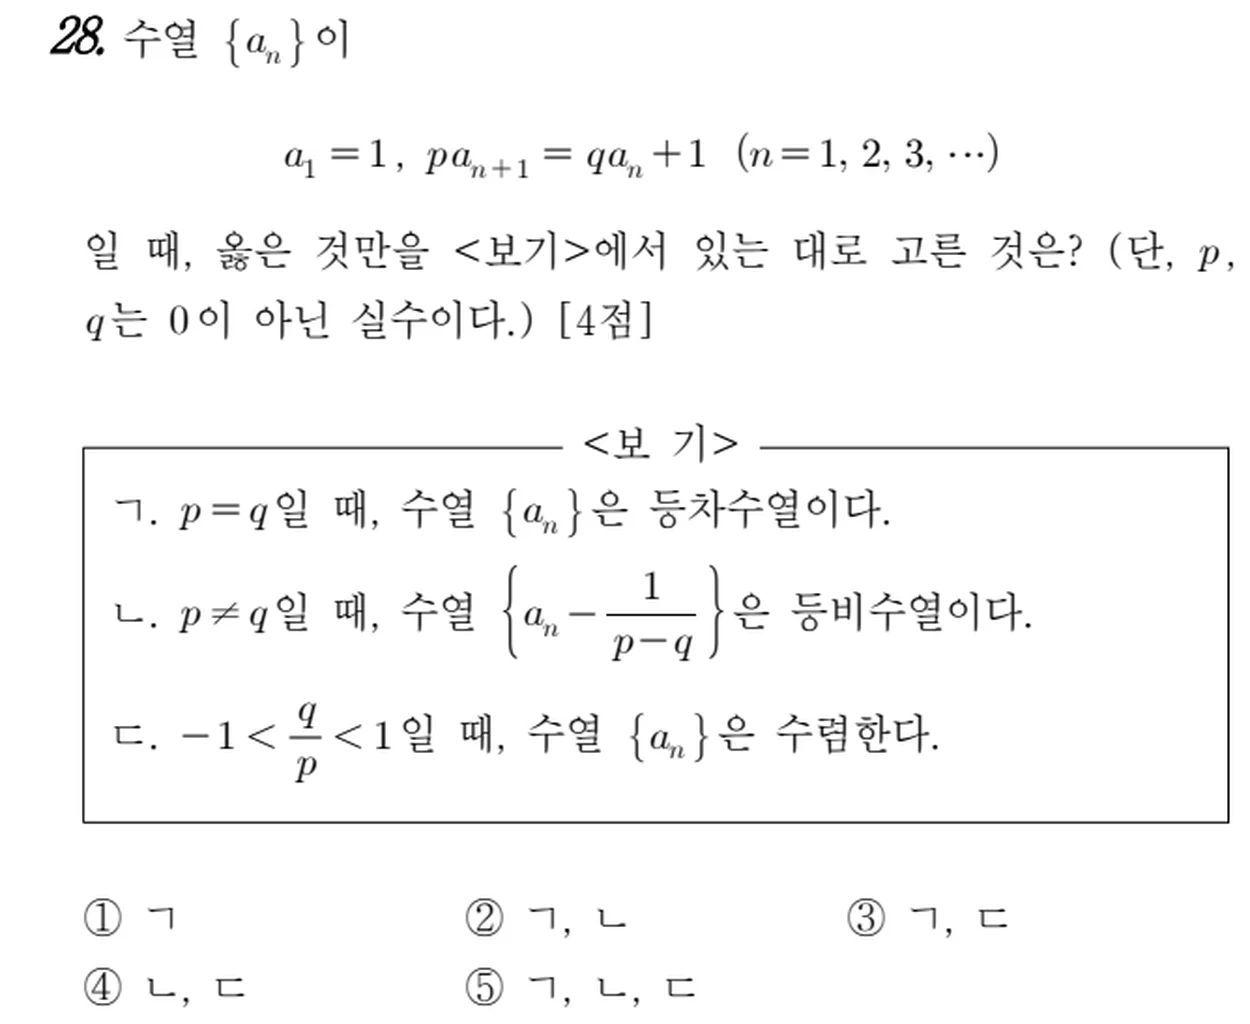 28. 수열 {aₙ}이
a₁ = 1, paₙ₊₁ = qaₙ + 1 (n = 1, 2, 3, ⋯)
일 때, 옳은 것만을 <보기>에서 있는 대로 고른 것은? (단, p,
q는 0이 아닌 실수이다.) [4점]
<보 기>
ㄱ. p = q일 때, 수열 {aₙ}은 등차수열이다.
ㄴ. p ≠ q일 때, 수열 {aₙ − 1/(p−q)}은 등비수열이다.
ㄷ. −1 < q/p < 1일 때, 수열 {aₙ}은 수렴한다.
① ㄱ ② ㄱ, ㄴ ③ ㄱ, ㄷ
④ ㄴ, ㄷ ⑤ ㄱ, ㄴ, ㄷ